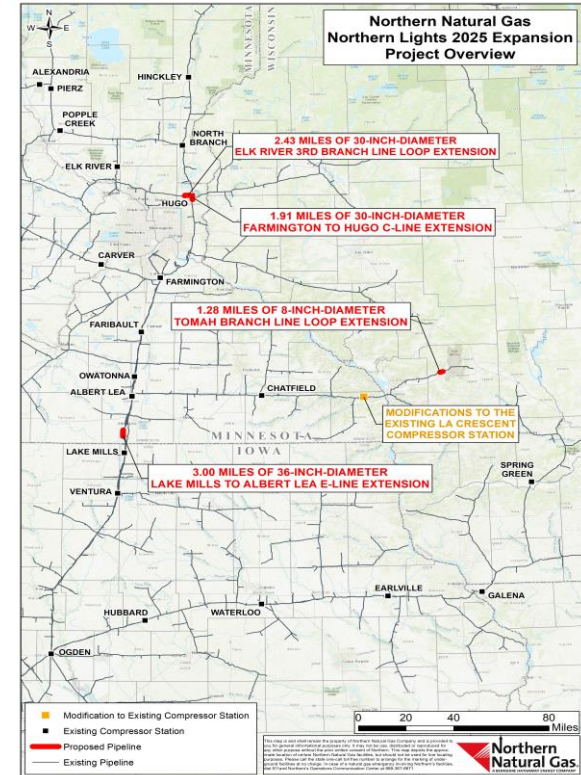 Northern Natural Gas
Northern Lights 2025 Expansion
Project Overview
N
W
E
S
MINNESOTA
WISCONSIN
ALEXANDRIA
PIERZ
HINCKLEY
POPPLE
CREEK
NORTH
BRANCH
ELK RIVER
2.43 MILES OF 30-INCH-DIAMETER
ELK RIVER 3RD BRANCH LINE LOOP EXTENSION
HUGO
1.91 MILES OF 30-INCH-DIAMETER
FARMINGTON TO HUGO C-LINE EXTENSION
CARVER
FARMINGTON
1.28 MILES OF 8-INCH-DIAMETER
TOMAH BRANCH LINE LOOP EXTENSION
FARIBAULT
OWATONNA
ALBERT LEA
CHATFIELD
MODIFICATIONS TO THE
EXISTING LA CRESCENT
COMPRESSOR STATION
MINNESOTA
IOWA
LAKE MILLS
3.00 MILES OF 36-INCH-DIAMETER
LAKE MILLS TO ALBERT LEA E-LINE EXTENSION
SPRING
GREEN
VENTURA
EARLVILLE
GALENA
HUBBARD
WATERLOO
OGDEN
Modification to Existing Compressor Station
Existing Compressor Station
Proposed Pipeline
Existing Pipeline
0 20 40 80
Miles
Northern
Natural Gas